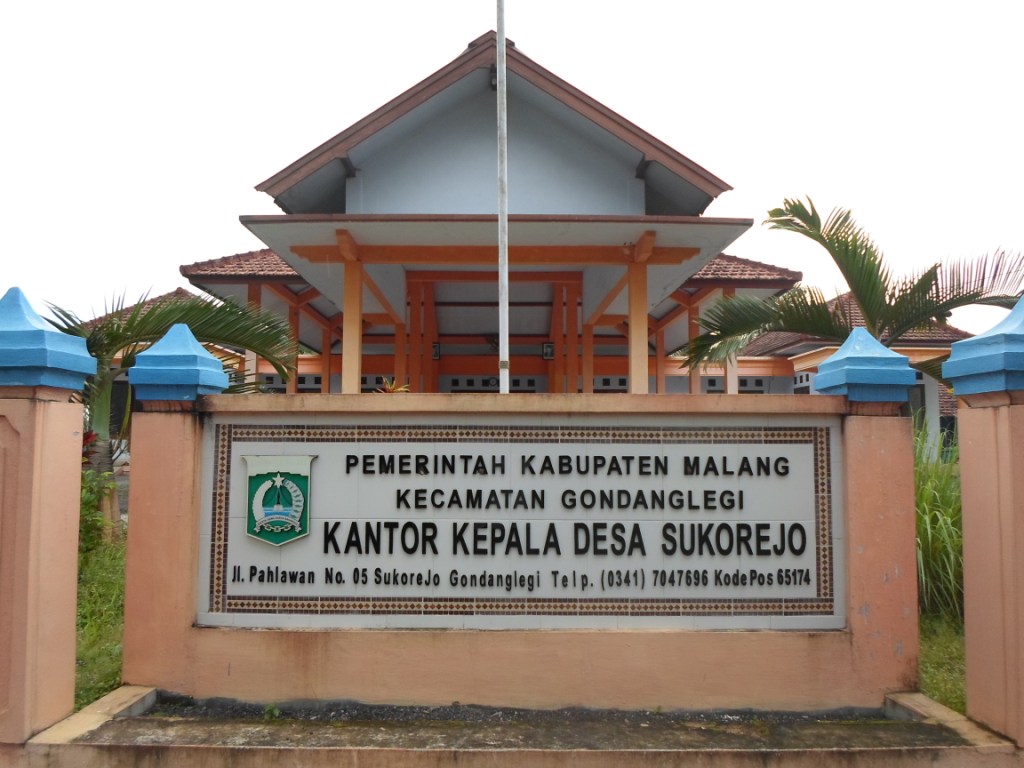 PEMERINTAH KABUPATEN MALANG
KECAMATAN GONDANGLEGI
KANTOR KEPALA DESA SUKOREJO
Jl. Pahlawan No. 05 SukoreJo Gondanglegi Telp. (0341) 7047696 KodePos 65174